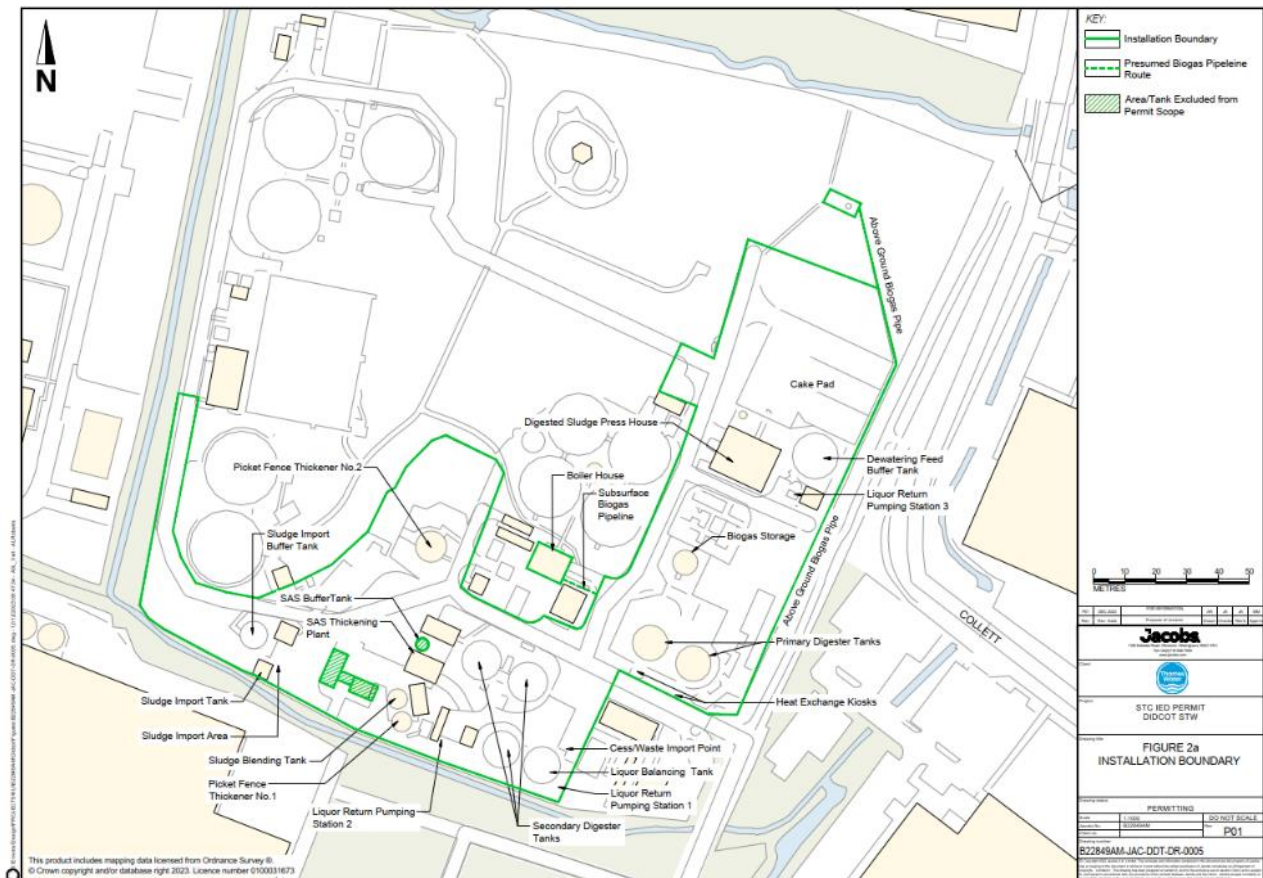 N
Above Ground Biogas Pipe
Cake Pad
Digested Sludge Press House
Dewatering Feed
Buffer Tank
Picket Fence Thickener No.2
Boiler House
Subsurface
Biogas
Pipeline
Liquor Return
Pumping Station 3
Sludge Import
Buffer Tank
Biogas Storage
Above Ground Biogas Pipe
SAS BufferTank
SAS Thickening
Plant
COLLETT
Primary Digester Tanks
Sludge Import Tank
Heat Exchange Kiosks
Sludge Import Area
Cess/Waste Import Point
Sludge Blending Tank
Liquor Balancing Tank
Picket Fence
Thickener No.1
Liquor Return
Pumping Station 1
Liquor Return Pumping
Station 2
Secondary Digester
Tanks
This product includes mapping data licensed from Ordnance Survey ®.
© Crown copyright and/or database right 2023. Licence number 0100031673
KEY:
Installation Boundary
Presumed Biogas Pipeleine
Route
Area/Tank Excluded from
Permit Scope
0 10 20 30 40 50
METRES
Jacobs
Thames
Water
STC IED PERMIT
DIDCOT STW
FIGURE 2a
INSTALLATION BOUNDARY
PERMITTING
DO NOT SCALE
P01
B22849AM-JAC-DDT-DR-0005